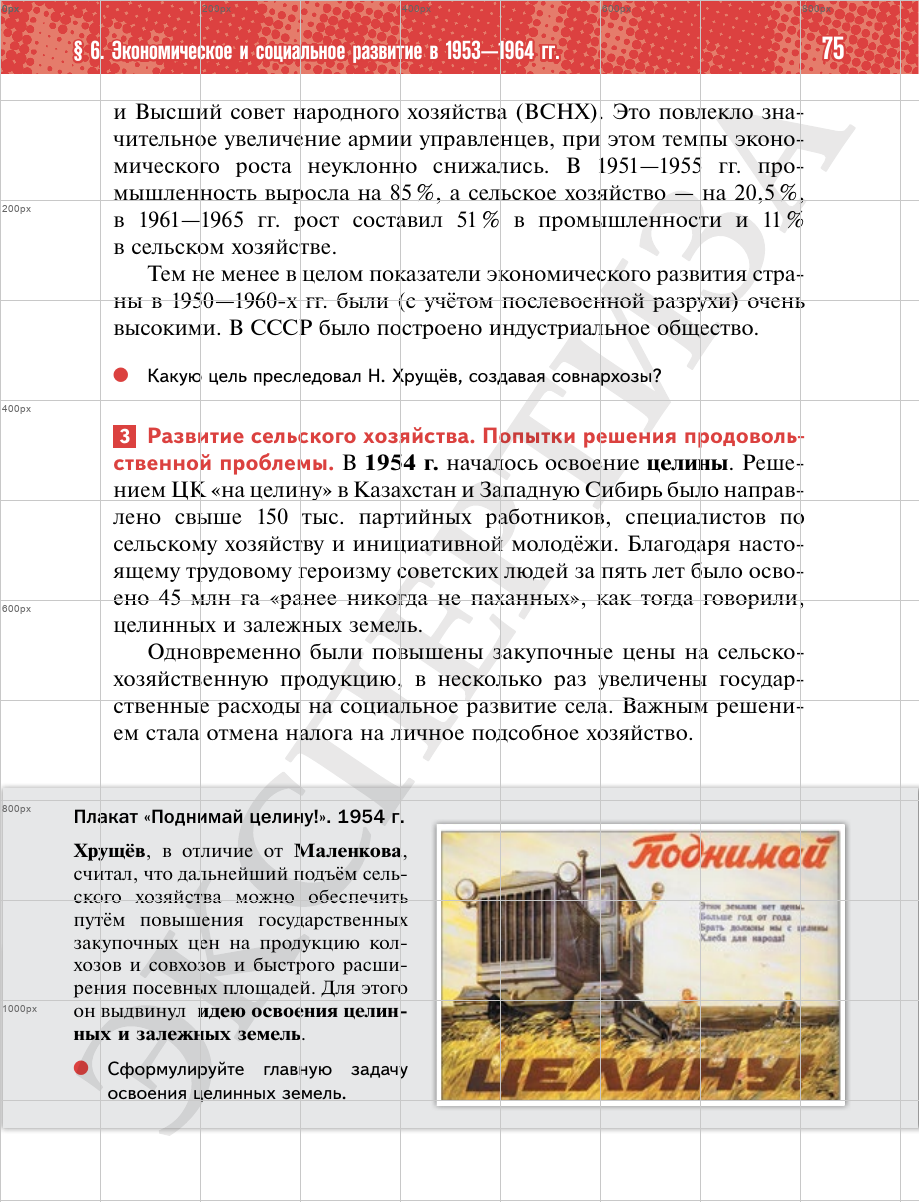 § 6. Экономическое и социальное развитие в 1953—1964 гг.
75
и Высший совет народного хозяйства (ВСНХ). Это повлекло зна-
чительное увеличение армии управленцев, при этом темпы эконо-
мического роста неуклонно снижались. В 1951—1955 гг. про-
мышленность выросла на 85 %, а сельское хозяйство — на 20,5 %,
в 1961—1965 гг. рост составил 51 % в промышленности и 11 %
в сельском хозяйстве.
Тем не менее в целом показатели экономического развития стра-
ны в 1950—1960-х гг. были (с учётом послевоенной разрухи) очень
высокими. В СССР было построено индустриальное общество.
Какую цель преследовал Н. Хрущёв, создавая совнархозы?
3 Развитие сельского хозяйства. Попытки решения продоволь-
ственной проблемы. В 1954 г. началось освоение целины. Реше-
нием ЦК «на целину» в Казахстан и Западную Сибирь было направ-
лено свыше 150 тыс. партийных работников, специалистов по
сельскому хозяйству и инициативной молодёжи. Благодаря насто-
ящему трудовому героизму советских людей за пять лет было осво-
ено 45 млн га «ранее никогда не паханных», как тогда говорили,
целинных и залежных земель.
Одновременно были повышены закупочные цены на сельско-
хозяйственную продукцию, в несколько раз увеличены государ-
ственные расходы на социальное развитие села. Важным решени-
ем стала отмена налога на личное подсобное хозяйство.
Плакат «Поднимай целину!». 1954 г.
Хрущёв, в отличие от Маленкова,
считал, что дальнейший подъём сель-
ского хозяйства можно обеспечить
путём повышения государственных
закупочных цен на продукцию кол-
хозов и совхозов и быстрого расши-
рения посевных площадей. Для этого
он выдвинул идею освоения целин-
ных и залежных земель.
Сформулируйте главную задачу
освоения целинных земель.
Поднимай
Этим землям нет цены.
Больше год от года
Брать должны мы с целины
Хлеба для народа!
ЦЕЛИНУ!
ЭКСПЕРТИЗА
200px
400px
600px
800px
1000px